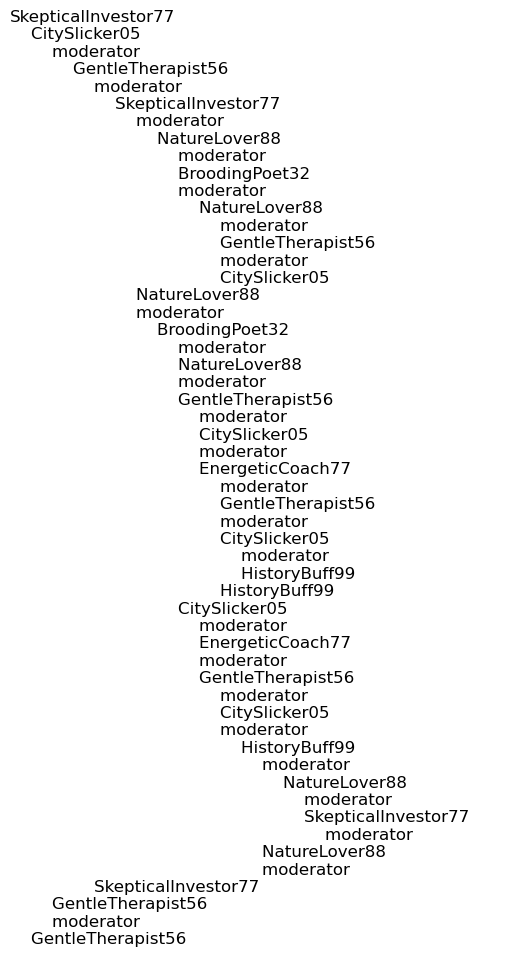 SkepticalInvestor77
CitySlicker05
moderator
GentleTherapist56
moderator
SkepticalInvestor77
moderator
NatureLover88
moderator
BroodingPoet32
moderator
NatureLover88
moderator
GentleTherapist56
moderator
CitySlicker05
NatureLover88
moderator
BroodingPoet32
moderator
NatureLover88
moderator
GentleTherapist56
moderator
CitySlicker05
moderator
EnergeticCoach77
moderator
GentleTherapist56
moderator
CitySlicker05
moderator
HistoryBuff99
HistoryBuff99
CitySlicker05
moderator
EnergeticCoach77
moderator
GentleTherapist56
moderator
CitySlicker05
moderator
HistoryBuff99
moderator
NatureLover88
moderator
SkepticalInvestor77
moderator
NatureLover88
moderator
SkepticalInvestor77
GentleTherapist56
moderator
GentleTherapist56